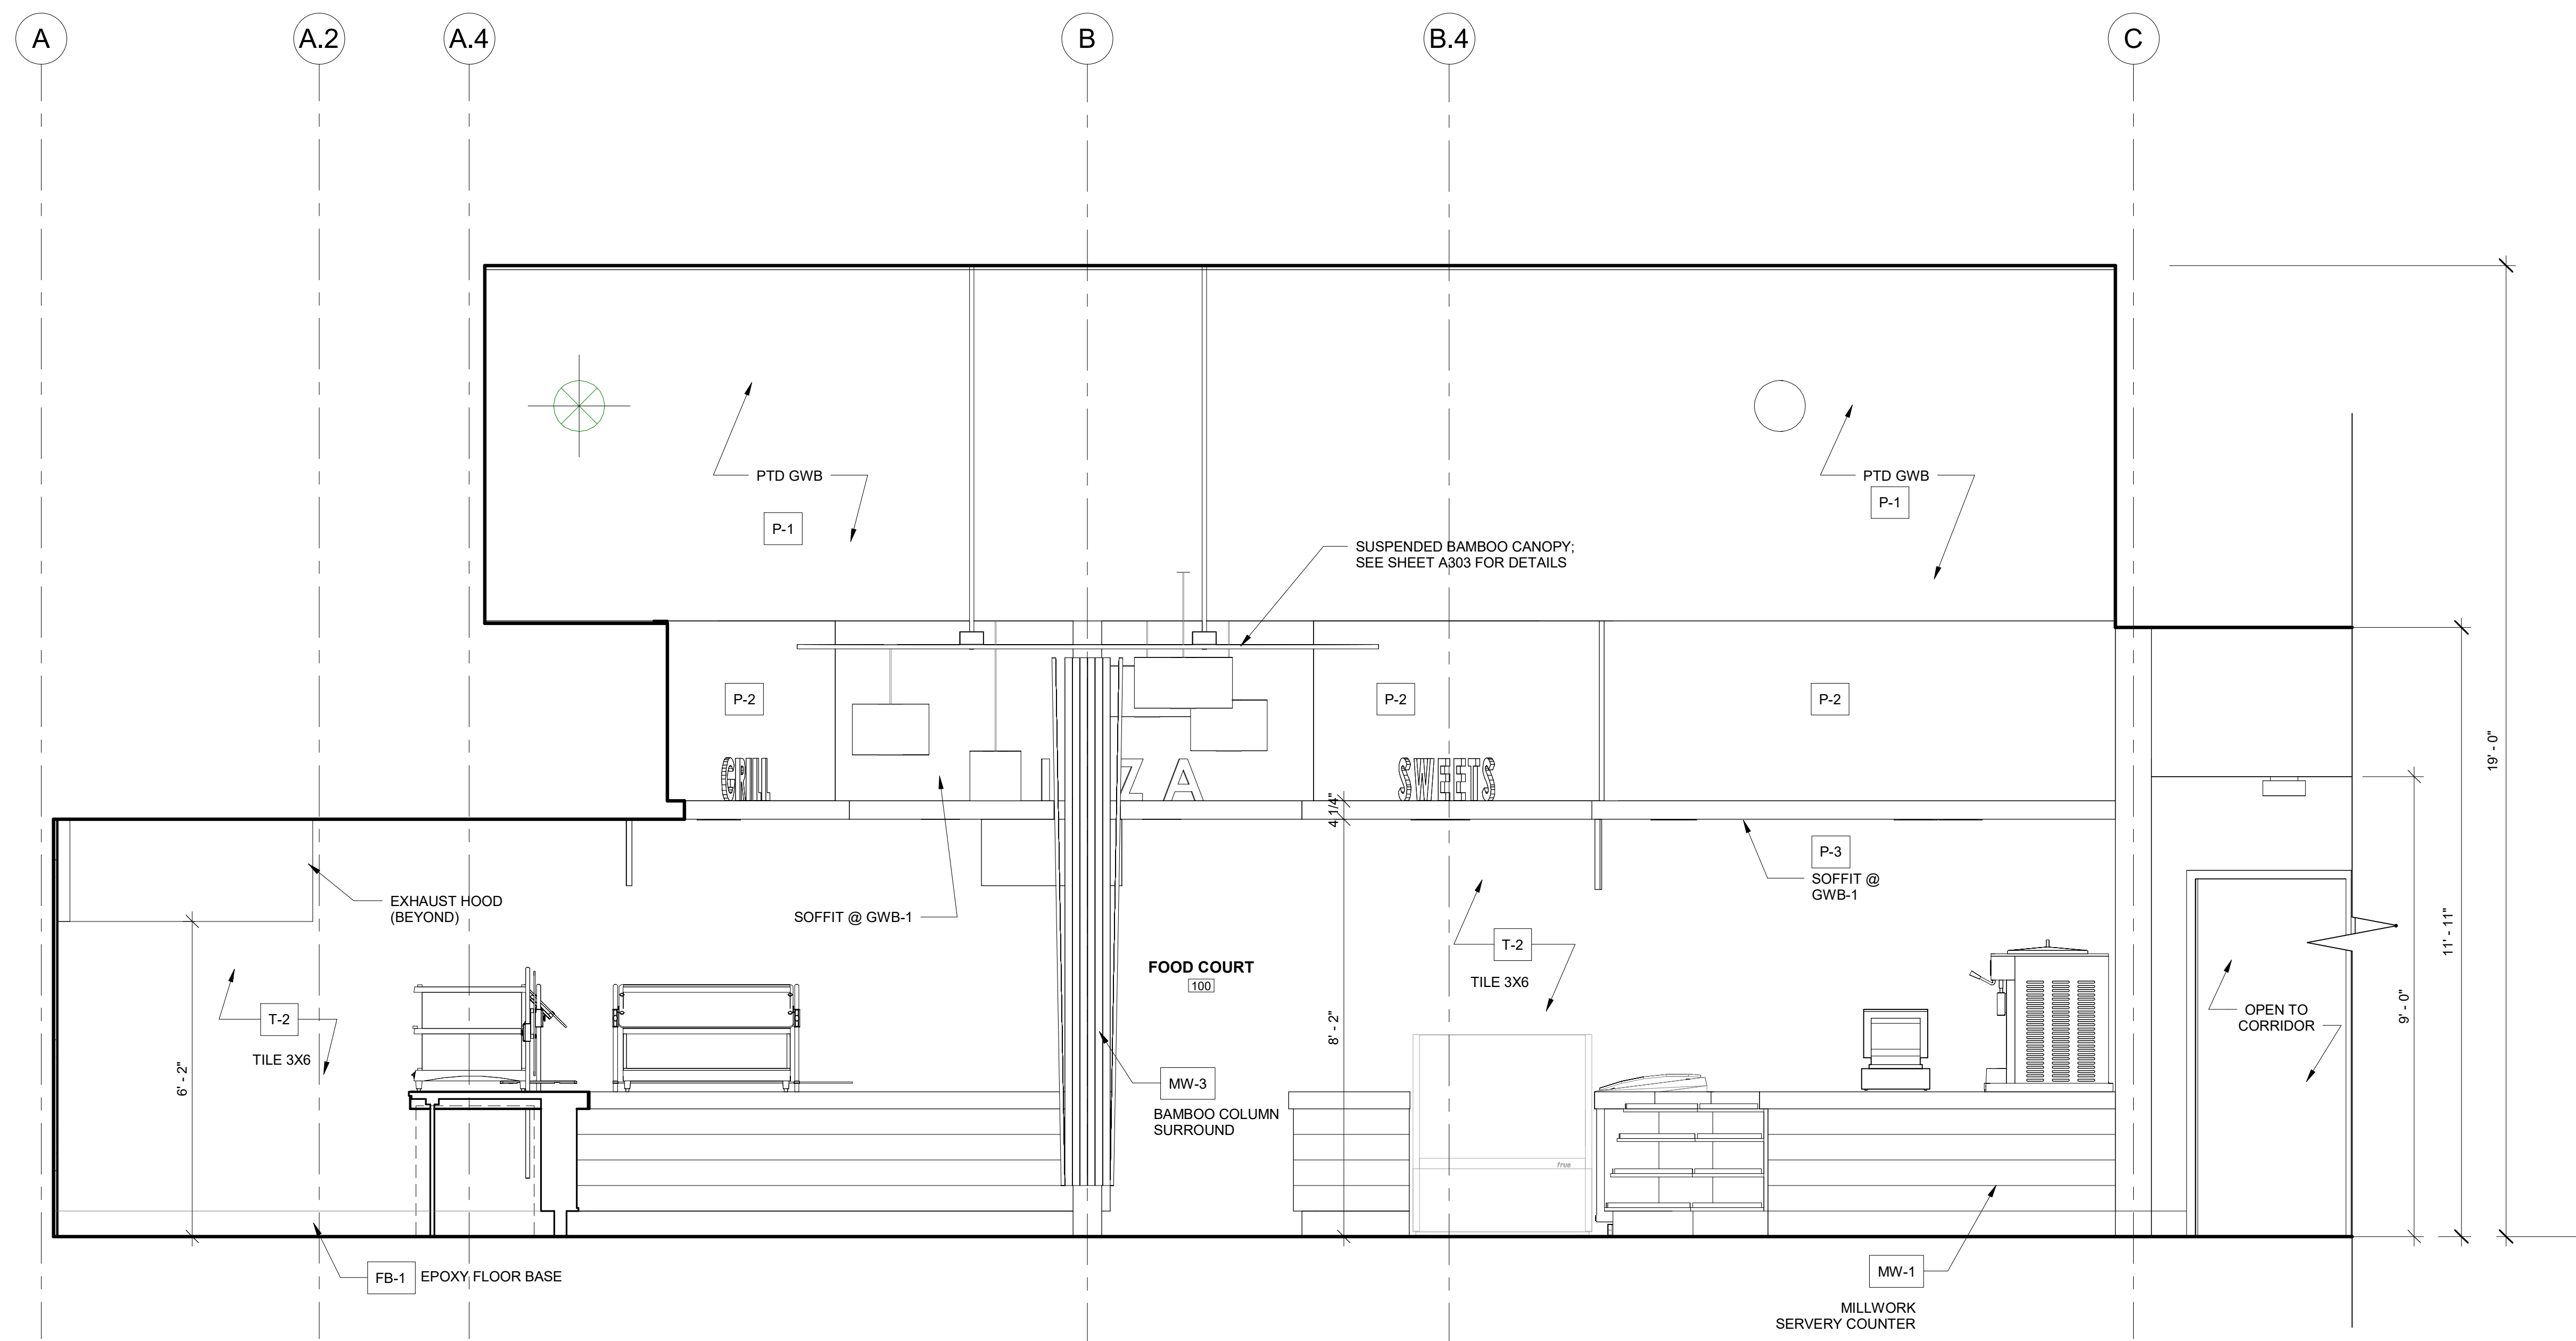 A
A.2
A.4
B
B.4
C
PTD GWB
P-1
PTD GWB
P-1
SUSPENDED BAMBOO CANOPY;
SEE SHEET A303 FOR DETAILS
P-2
P-2
P-2
GRILL
ZA
SWEETS
4 1/4"
19' - 0"
P-3
SOFFIT @
GWB-1
EXHAUST HOOD
(BEYOND)
SOFFIT @ GWB-1
11' - 11"
T-2
TILE 3X6
FOOD COURT
100
T-2
TILE 3X6
OPEN TO
CORRIDOR
9' - 0"
8' - 2"
6' - 2"
MW-3
BAMBOO COLUMN
SURROUND
true
FB-1 EPOXY FLOOR BASE
MW-1
MILLWORK
SERVERY COUNTER